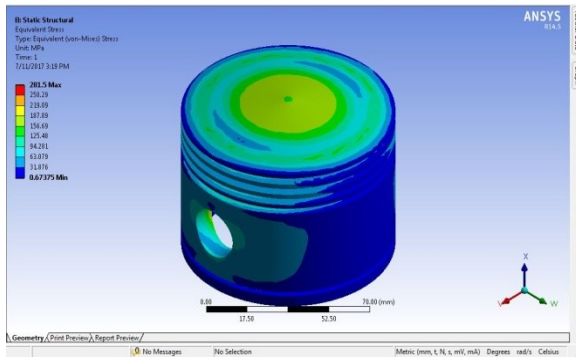 B: Static Structural
Equivalent Stress
Type: Equivalent (von-Mises) Stress
Unit: MPa
Time: 1
7/11/2017 3:19 PM
281.5 Max
250.29
219.09
187.89
156.69
125.48
94.281
63.079
31.876
0.67375 Min
ANSYS
R14.5
X
Y
W
0.00
70.00 (mm)
17.50
52.50
Geometry Print Preview Report Preview
No Messages
No Selection
Metric (mm, t, N, s, mV, mA) Degrees rad/s Celsius